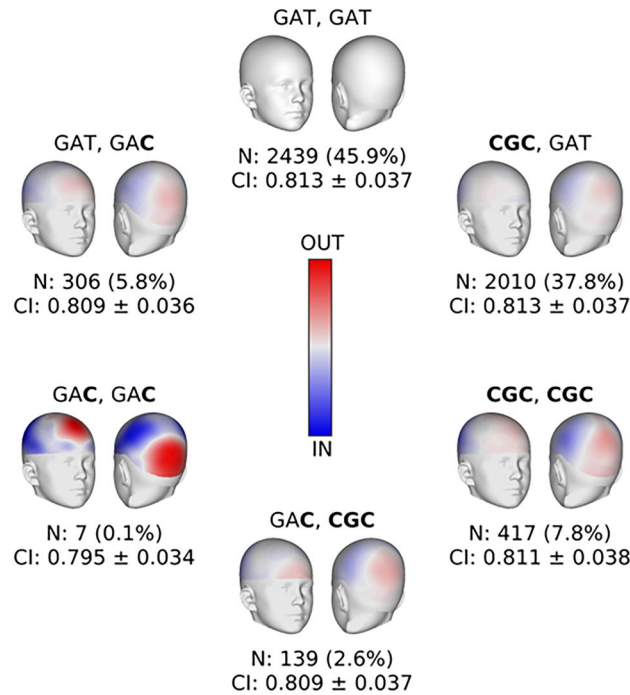 GAT, GAT
N: 2439 (45.9%)
CI: 0.813 ± 0.037
GAT, GAC
N: 306 (5.8%)
CI: 0.809 ± 0.036
CGC, GAT
N: 2010 (37.8%)
CI: 0.813 ± 0.037
OUT
IN
GAC, GAC
N: 7 (0.1%)
CI: 0.795 ± 0.034
CGC, CGC
N: 417 (7.8%)
CI: 0.811 ± 0.038
GAC, CGC
N: 139 (2.6%)
CI: 0.809 ± 0.037